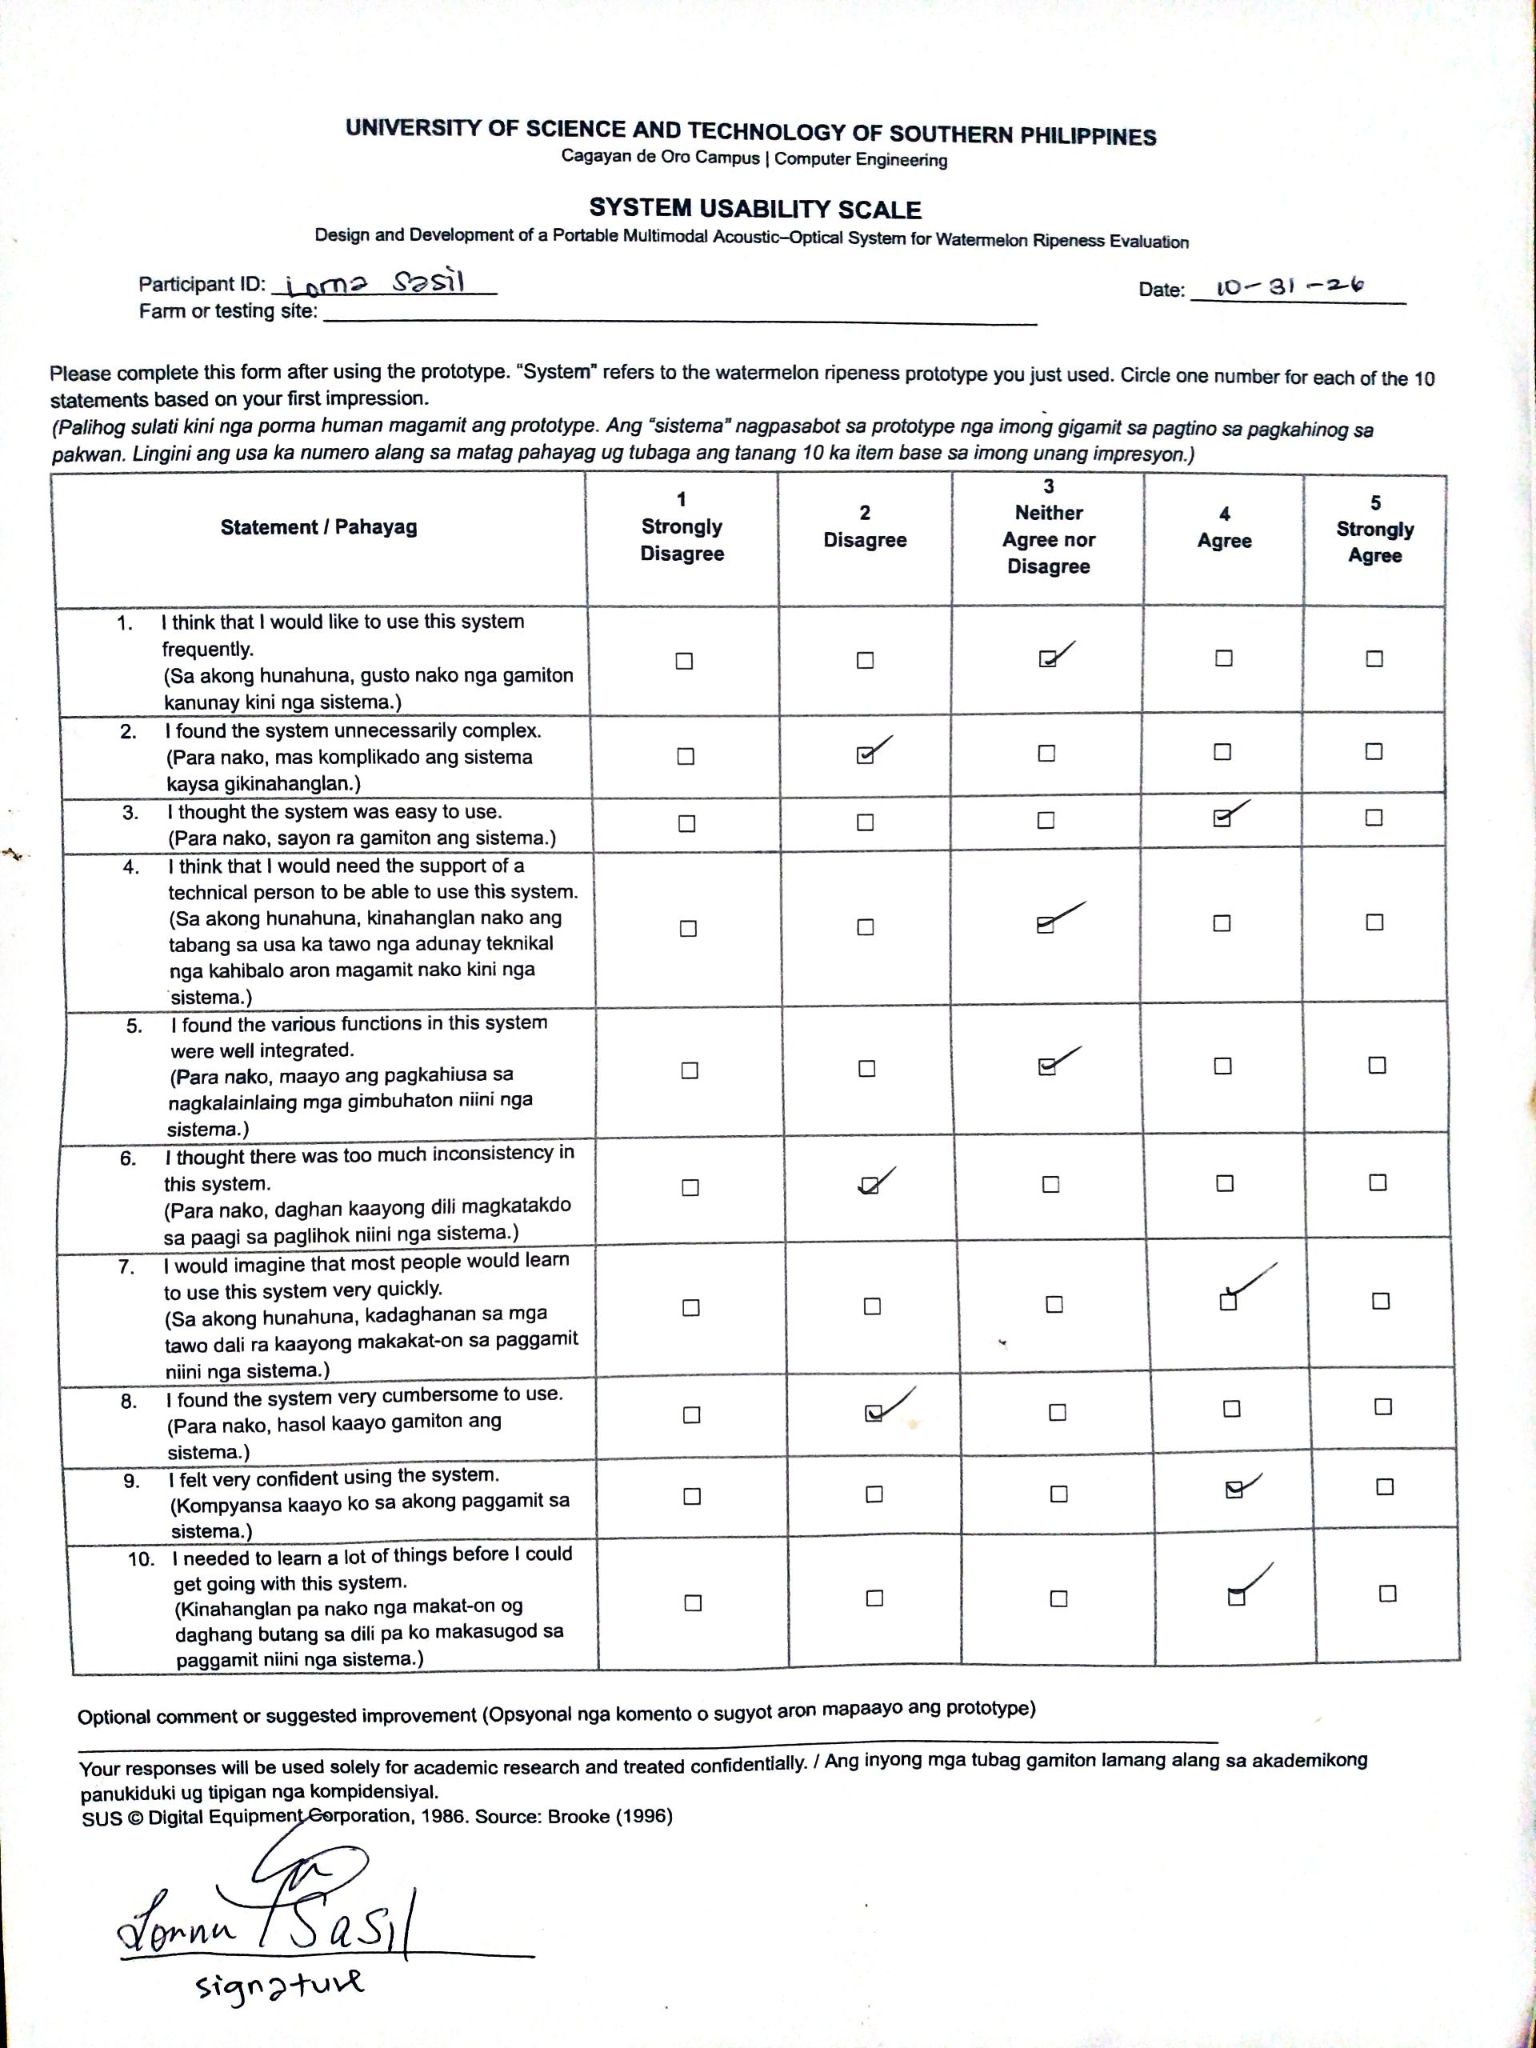 UNIVERSITY OF SCIENCE AND TECHNOLOGY OF SOUTHERN PHILIPPINES
Cagayan de Oro Campus | Computer Engineering
SYSTEM USABILITY SCALE
Design and Development of a Portable Multimodal Acoustic–Optical System for Watermelon Ripeness Evaluation
Participant ID: Lorna Sasil Date: 10-31-26
Farm or testing site:
Please complete this form after using the prototype. “System” refers to the watermelon ripeness prototype you just used. Circle one number for each of the 10
statements based on your first impression.
(Palihog sulati kini nga porma human magamit ang prototype. Ang “sistema” nagpasabot sa prototype nga imong gigamit sa pagtino sa pagkahinog sa
pakwan. Lingini ang usa ka numero alang sa matag pahayag ug tubaga ang tanang 10 ka item base sa imong unang impresyon.)
Statement / Pahayag
1
Strongly
Disagree
2
Disagree
3
Neither
Agree nor
Disagree
4
Agree
5
Strongly
Agree
1. I think that I would like to use this system
frequently.
(Sa akong hunahuna, gusto nako nga gamiton
kanunay kini nga sistema.)
2. I found the system unnecessarily complex.
(Para nako, mas komplikado ang sistema
kaysa gikinahanglan.)
3. I thought the system was easy to use.
(Para nako, sayon ra gamiton ang sistema.)
4. I think that I would need the support of a
technical person to be able to use this system.
(Sa akong hunahuna, kinahanglan nako ang
tabang sa usa ka tawo nga adunay teknikal
nga kahibalo aron magamit nako kini nga
sistema.)
5. I found the various functions in this system
were well integrated.
(Para nako, maayo ang pagkahiusa sa
nagkalainlaing mga gimbuhaton niini nga
sistema.)
6. I thought there was too much inconsistency in
this system.
(Para nako, daghan kaayong dili magkatakdo
sa paagi sa paglihok niini nga sistema.)
7. I would imagine that most people would learn
to use this system very quickly.
(Sa akong hunahuna, kadaghanan sa mga
tawo dali ra kaayong makakat-on sa paggamit
niini nga sistema.)
8. I found the system very cumbersome to use.
(Para nako, hasol kaayo gamiton ang
sistema.)
9. I felt very confident using the system.
(Kompyansa kaayo ko sa akong paggamit sa
sistema.)
10. I needed to learn a lot of things before I could
get going with this system.
(Kinahanglan pa nako nga makat-on og
daghang butang sa dili pa ko makasugod sa
paggamit niini nga sistema.)
Optional comment or suggested improvement (Opsyonal nga komento o sugyot aron mapaayo ang prototype)
Your responses will be used solely for academic research and treated confidentially. / Ang inyong mga tubag gamiton lamang alang sa akademikong
panukiduki ug tipigan nga kompidensiyal.
SUS © Digital Equipment Corporation, 1986. Source: Brooke (1996)
Sasil
signature